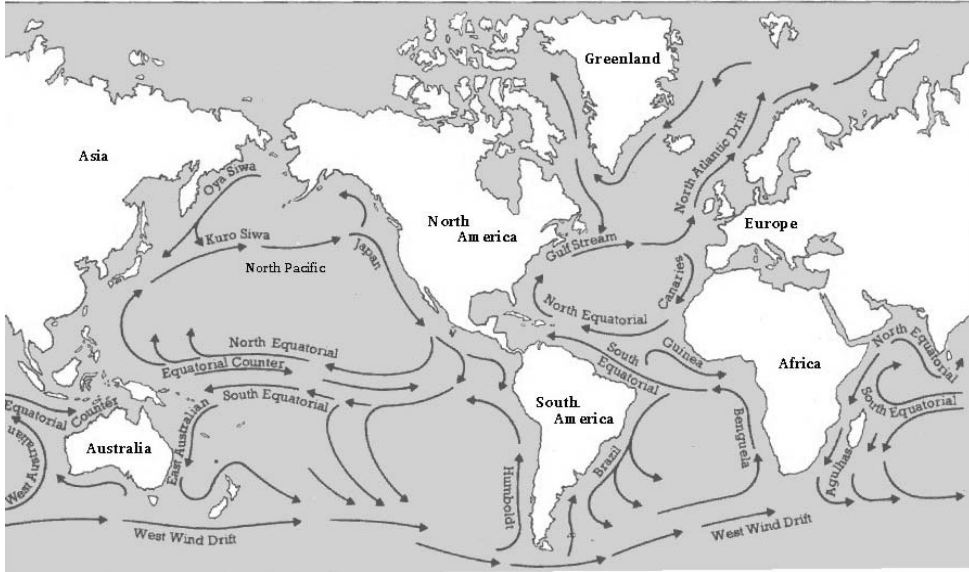 Greenland
Asia
Oya Siwa
North Atlantic Drift
North
America
Europe
Kuro Siwa
Japan
Gulf Stream
North Pacific
Canaries
North Equatorial
North Equatorial
Equatorial Counter
South Equatorial
Guinea
South
Equatorial
Africa
North Equatorial
South Equatorial
South
America
Equatorial Counter
West Australian
Australia
East Australian
Humboldt
Brazil
Benguela
Agulhas
West Wind Drift
West Wind Drift